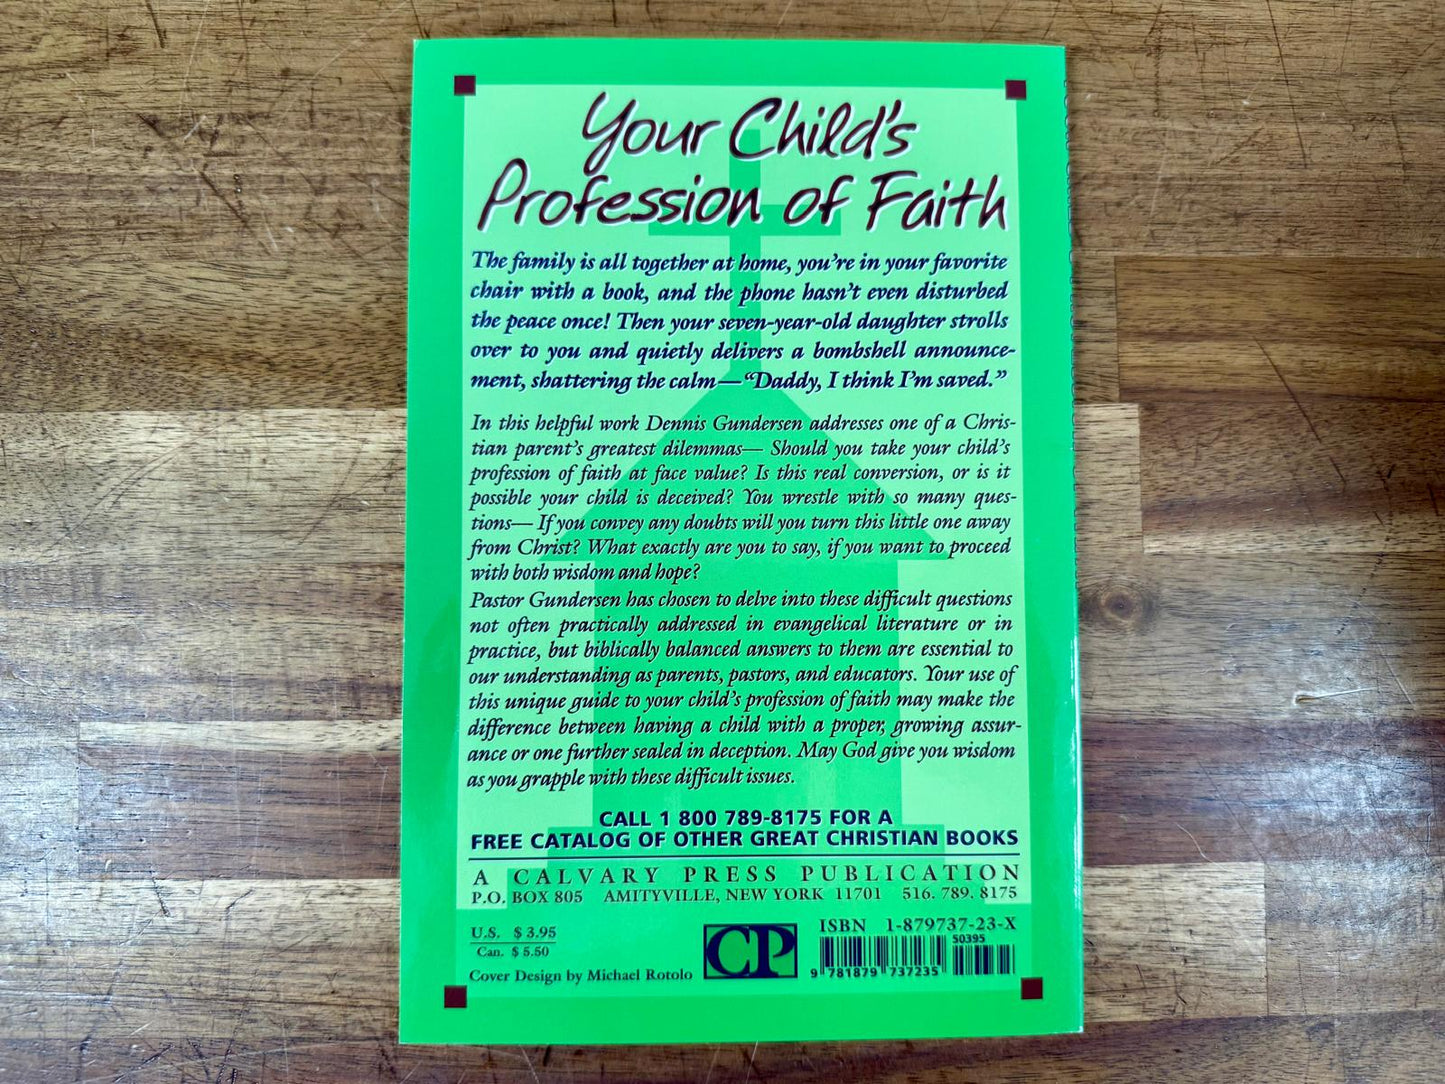 Your Child's
Profession of Faith
The family is all together at home, you're in your favorite
chair with a book, and the phone hasn't even disturbed
the peace once! Then your seven-year-old daughter strolls
over to you and quietly delivers a bombshell announce-
ment, shattering the calm—“Daddy, I think I'm saved.”
In this helpful work Dennis Gundersen addresses one of a Chris-
tian parent's greatest dilemmas— Should you take your child's
profession of faith at face value? Is this real conversion, or is it
possible your child is deceived? You wrestle with so many ques-
tions— If you convey any doubts will you turn this little one away
from Christ? What exactly are you to say, if you want to proceed
with both wisdom and hope?
Pastor Gundersen has chosen to delve into these difficult questions
not often practically addressed in evangelical literature or in
practice, but biblically balanced answers to them are essential to
our understanding as parents, pastors, and educators. Your use of
this unique guide to your child's profession of faith may make the
difference between having a child with a proper, growing assur-
ance or one further sealed in deception. May God give you wisdom
as you grapple with these difficult issues.
CALL 1 800 789-8175 FOR A
FREE CATALOG OF OTHER GREAT CHRISTIAN BOOKS
A CALVARY PRESS PUBLICATION
P.O. BOX 805 AMITYVILLE, NEW YORK 11701 516. 789. 8175
U.S. $ 3.95
Can. $ 5.50
Cover Design by Michael Rotolo
CP
ISBN 1-879737-23-X
50395
9 781879 737235